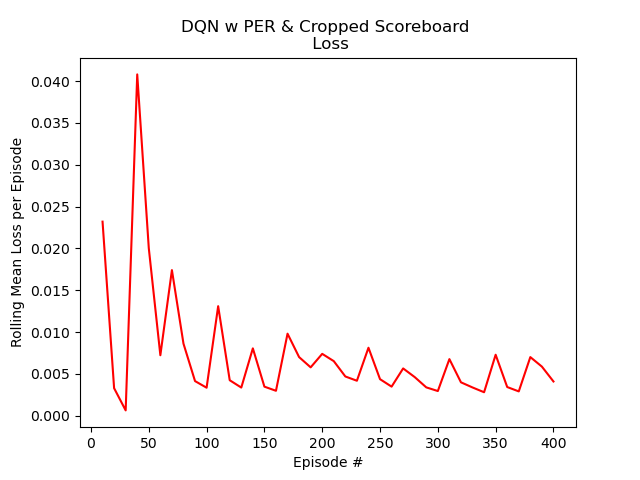 DQN w PER & Cropped Scoreboard
Loss
Rolling Mean Loss per Episode
0.040
0.035
0.030
0.025
0.020
0.015
0.010
0.005
0.000
0 50 100 150 200 250 300 350 400
Episode #